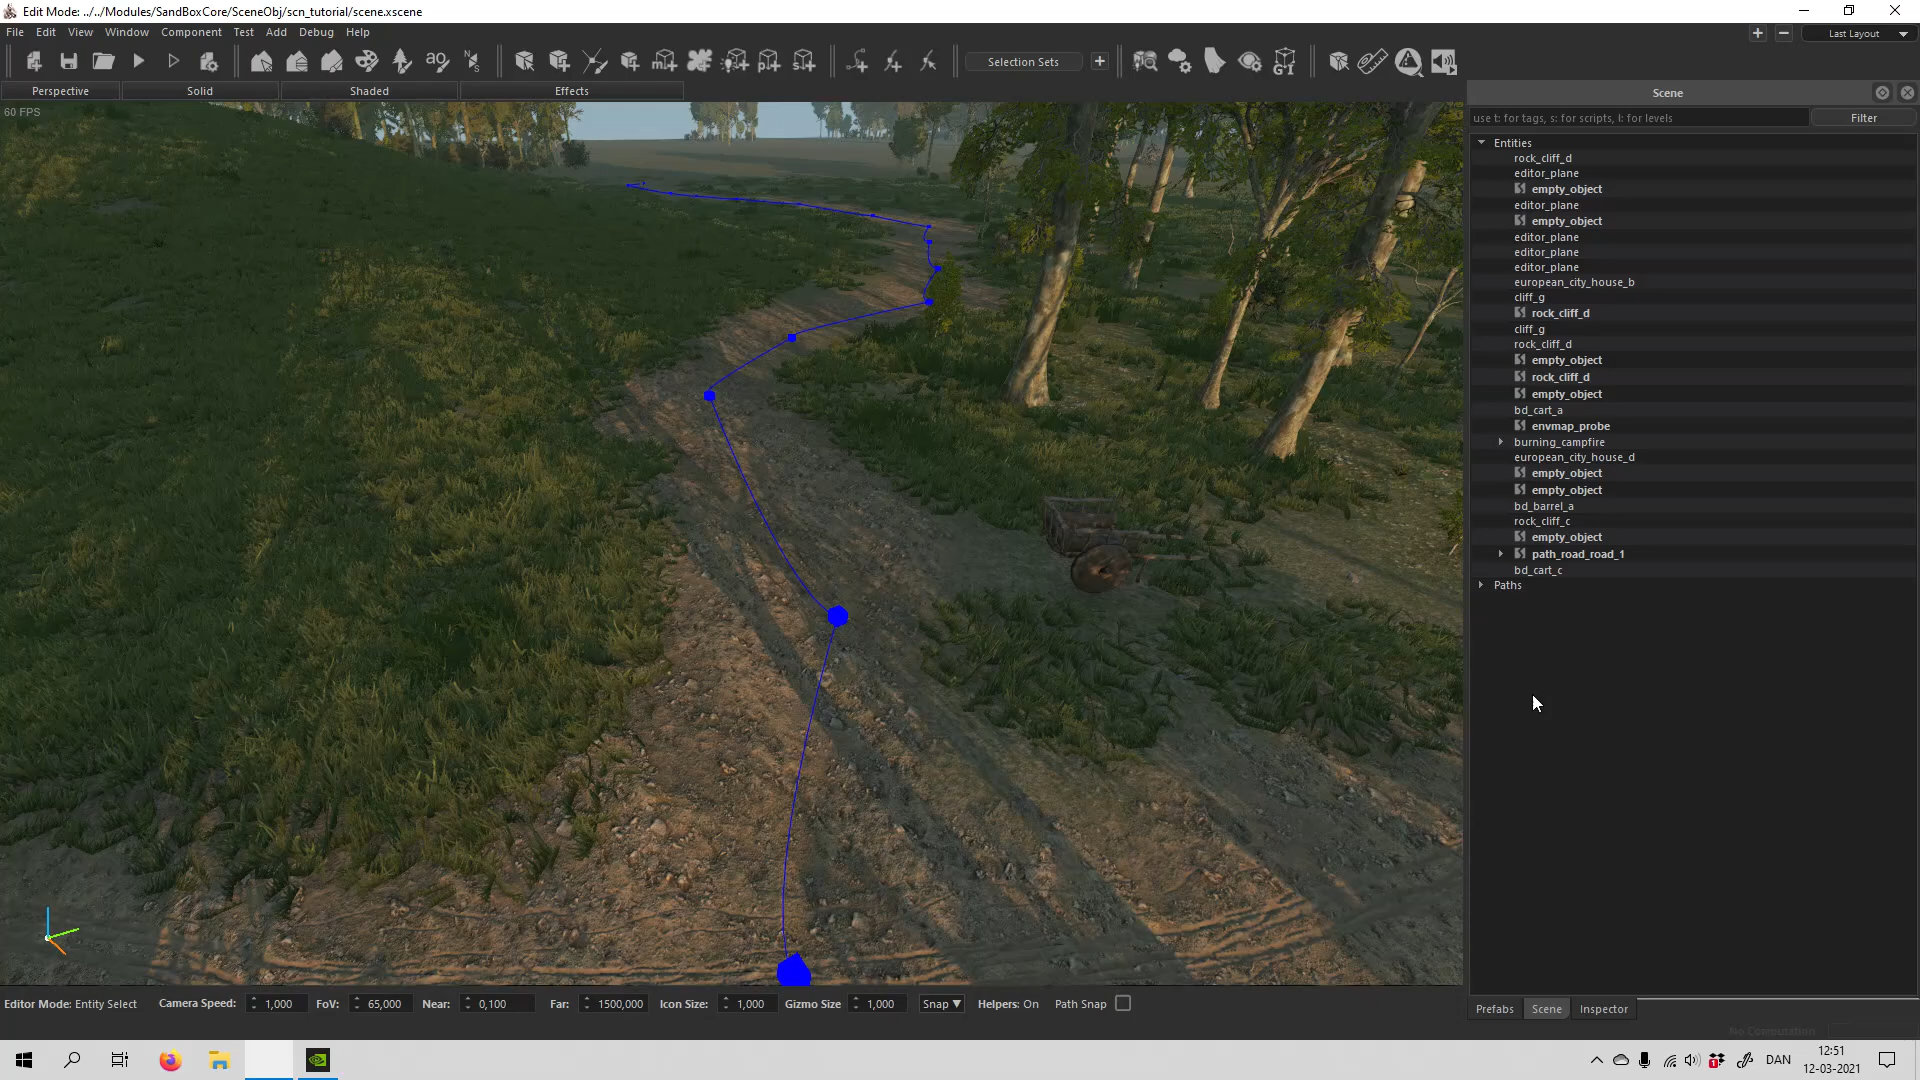 Edit Mode: ../../Modules/SandBoxCore/SceneObj/scn_tutorial/scene.xscene
File Edit View Window Component Test Add Debug Help
Last Layout
ao
GI
Selection Sets
Perspective Solid Shaded Effects
60 FPS
Scene
use t: for tags, s: for scripts, l: for levels
Filter
Entities
rock_cliff_d
editor_plane
empty_object
editor_plane
empty_object
editor_plane
editor_plane
editor_plane
european_city_house_b
cliff_g
rock_cliff_d
cliff_g
rock_cliff_d
empty_object
rock_cliff_d
empty_object
bd_cart_a
envmap_probe
burning_campfire
european_city_house_d
empty_object
empty_object
bd_barrel_a
rock_cliff_c
empty_object
path_road_road_1
bd_cart_c
Paths
Editor Mode: Entity Select Camera Speed: 1,000 FoV: 65,000 Near: 0,100 Far: 1500,000 Icon Size: 1,000 Gizmo Size 1,000 Snap Helpers: On Path Snap
Prefabs Scene Inspector
No Computation
DAN
12:51
12-03-2021